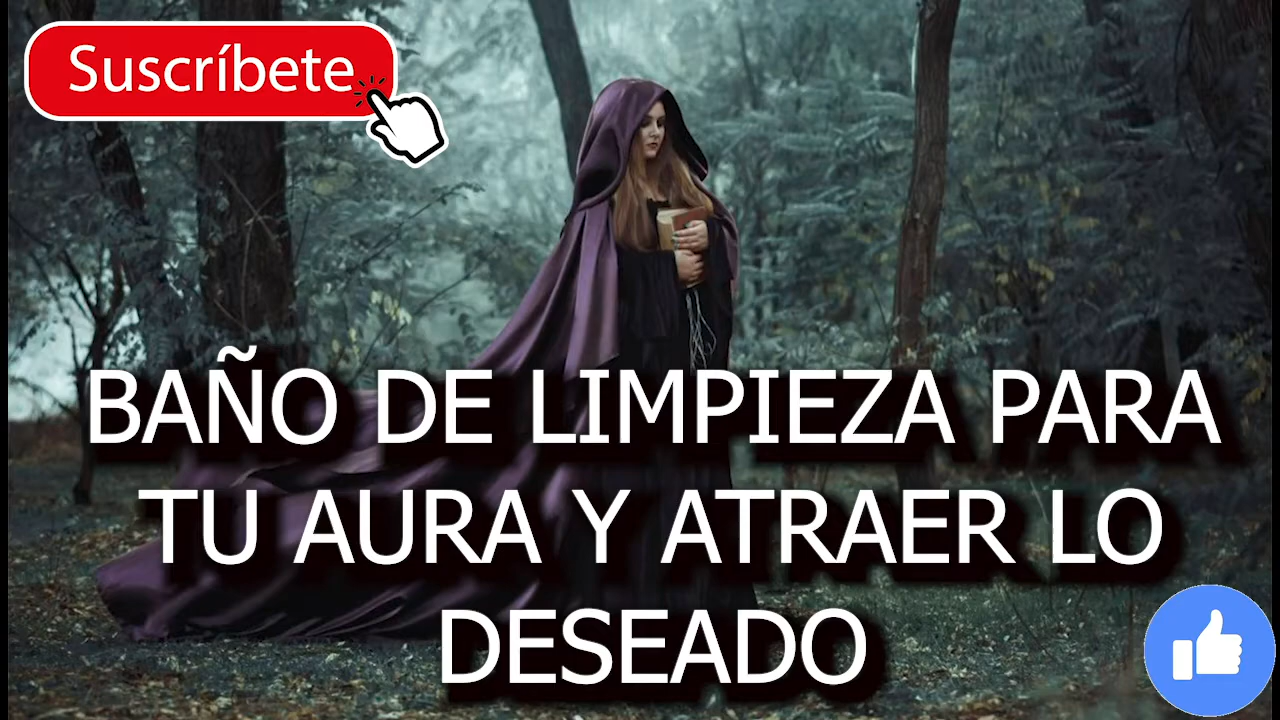 Suscríbete
BAÑO DE LIMPIEZA PARA
TU AURA Y ATRAER LO
DESEADO